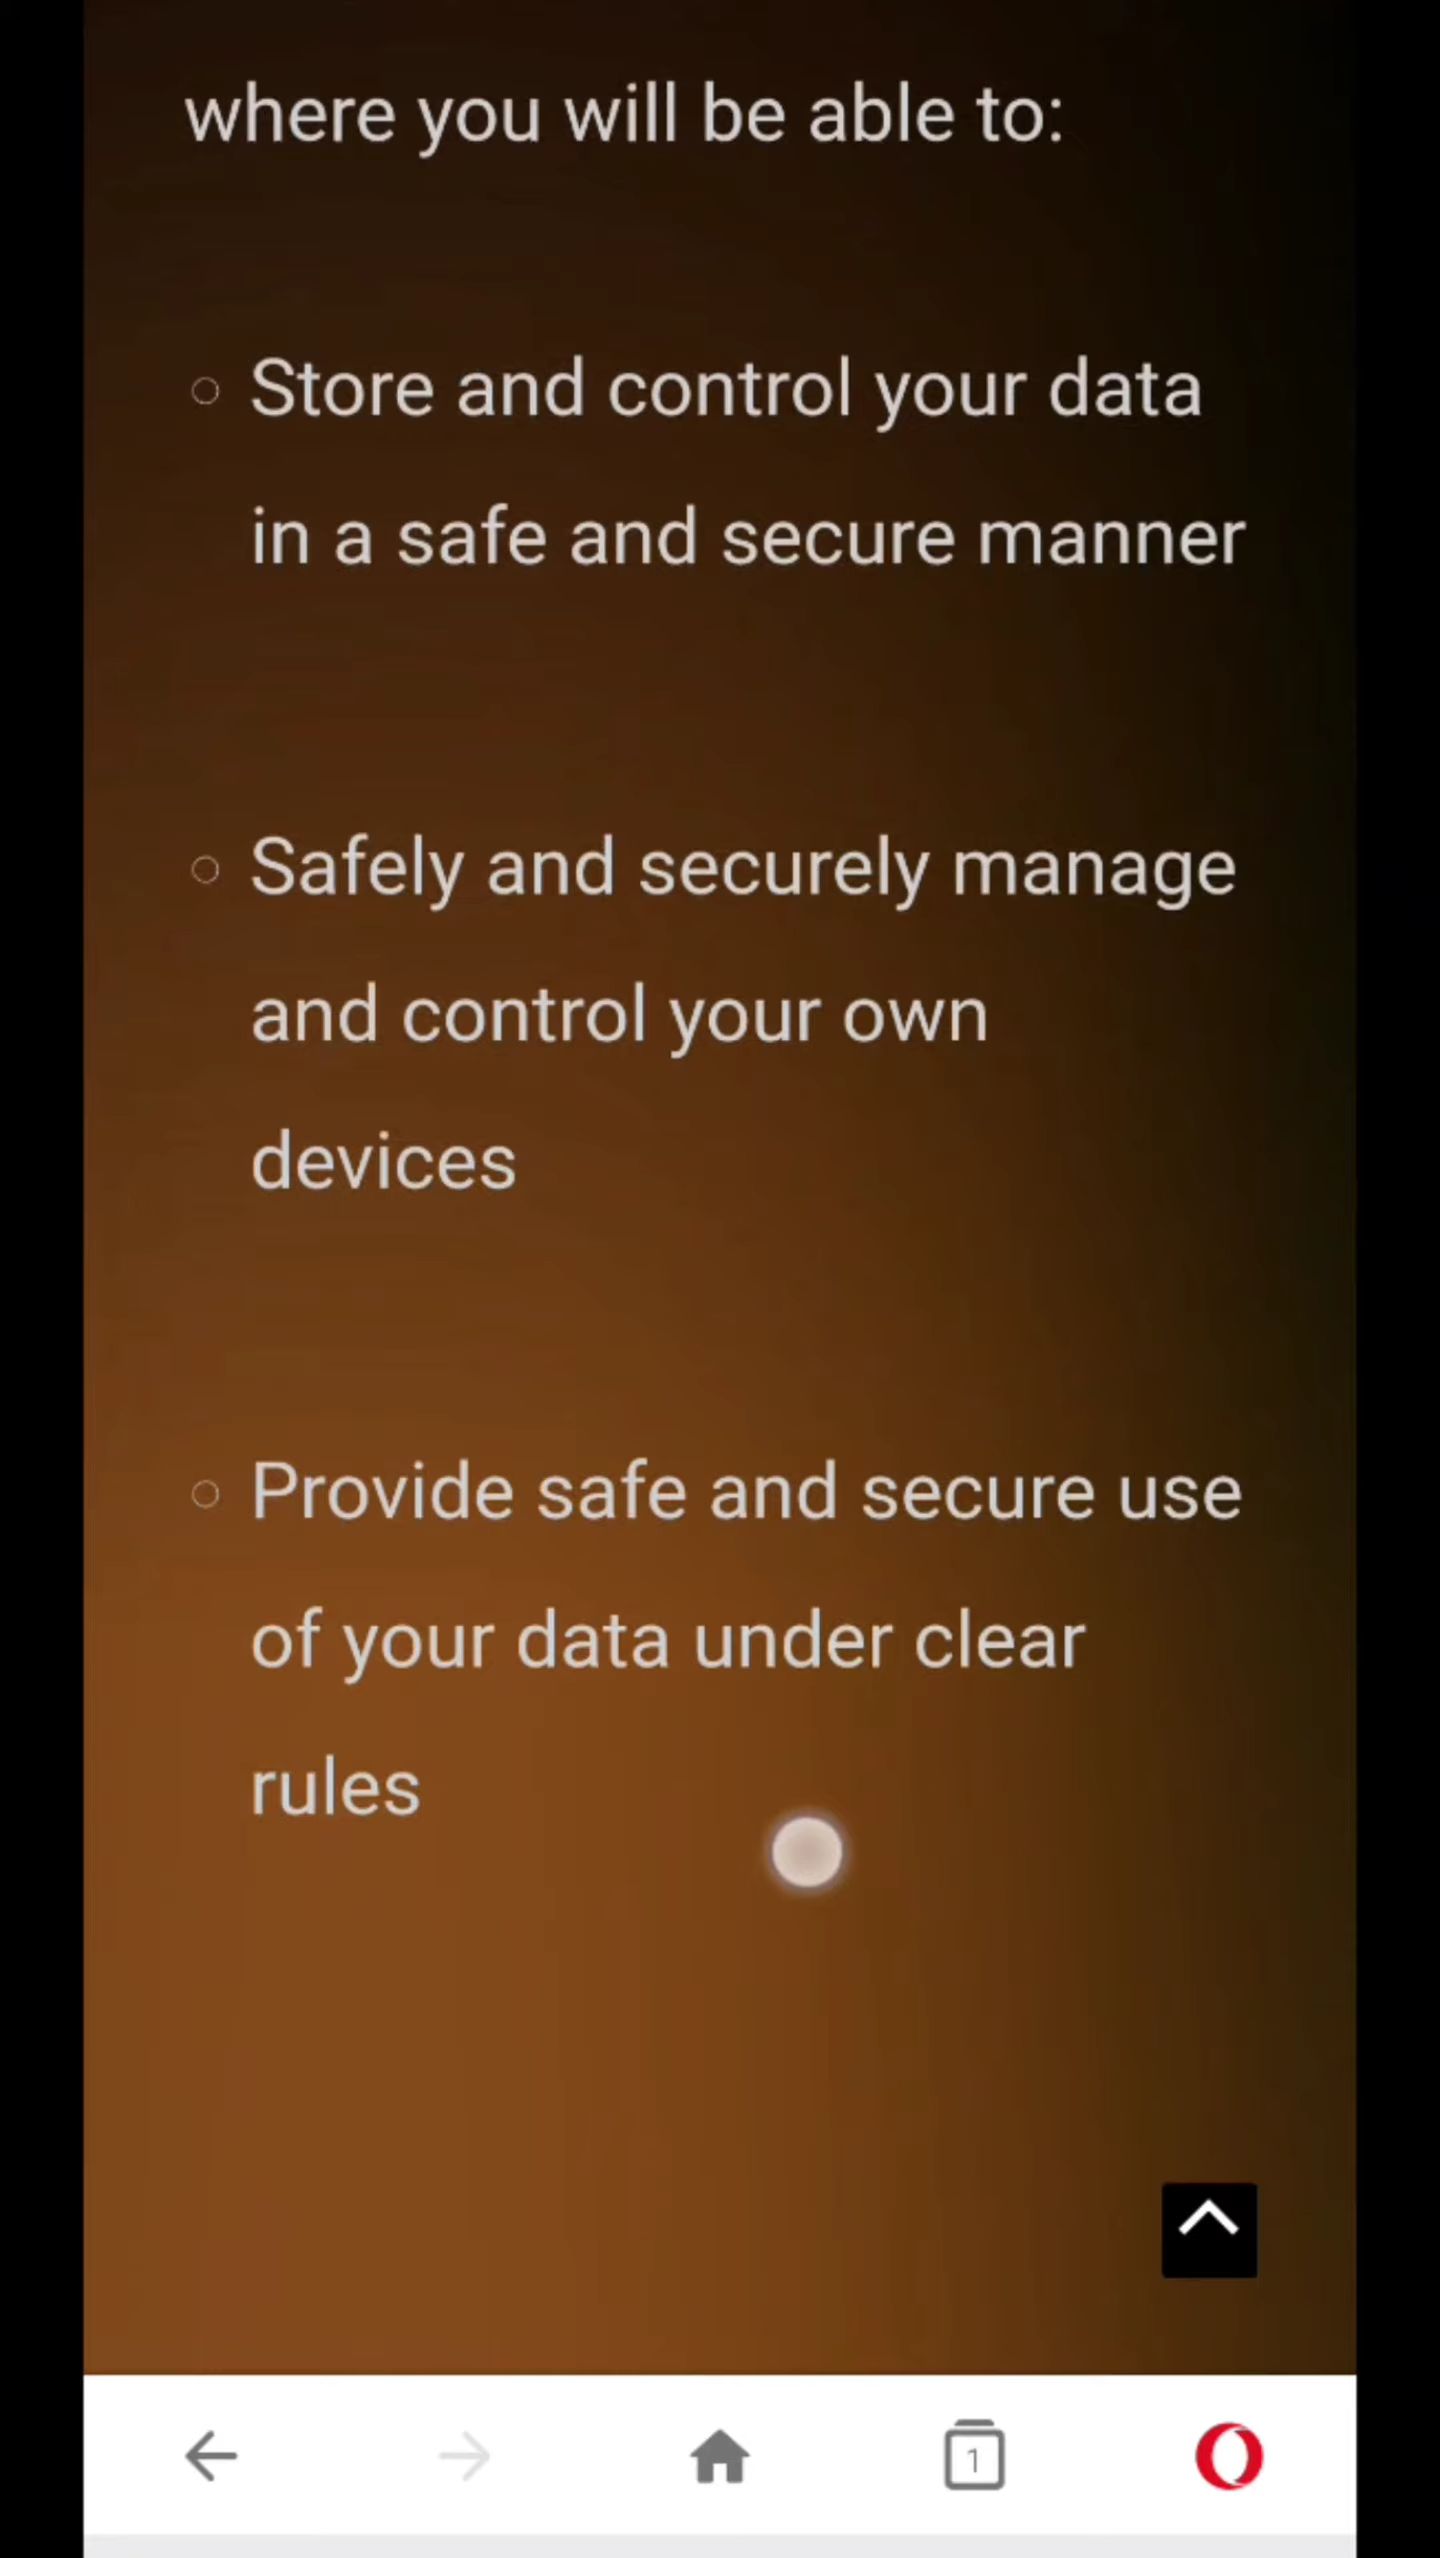 where you will be able to:
Store and control your data
in a safe and secure manner
Safely and securely manage
and control your own
devices
Provide safe and secure use
of your data under clear
rules
1